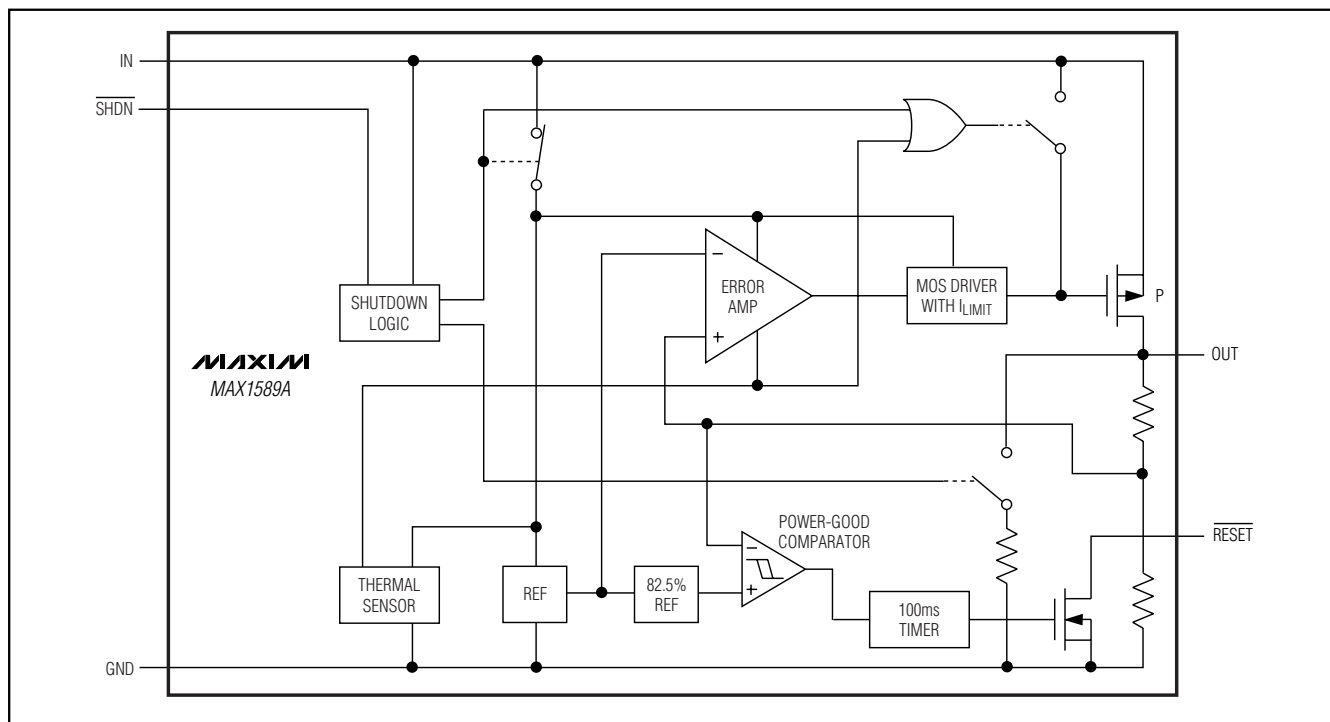 IN
SHDN
SHUTDOWN
LOGIC
MAXIM
MAX1589A
−
ERROR
AMP
+
MOS DRIVER
WITH ILIMIT
P
OUT
POWER-GOOD
COMPARATOR
−
+
RESET
THERMAL
SENSOR
REF
82.5%
REF
100ms
TIMER
GND